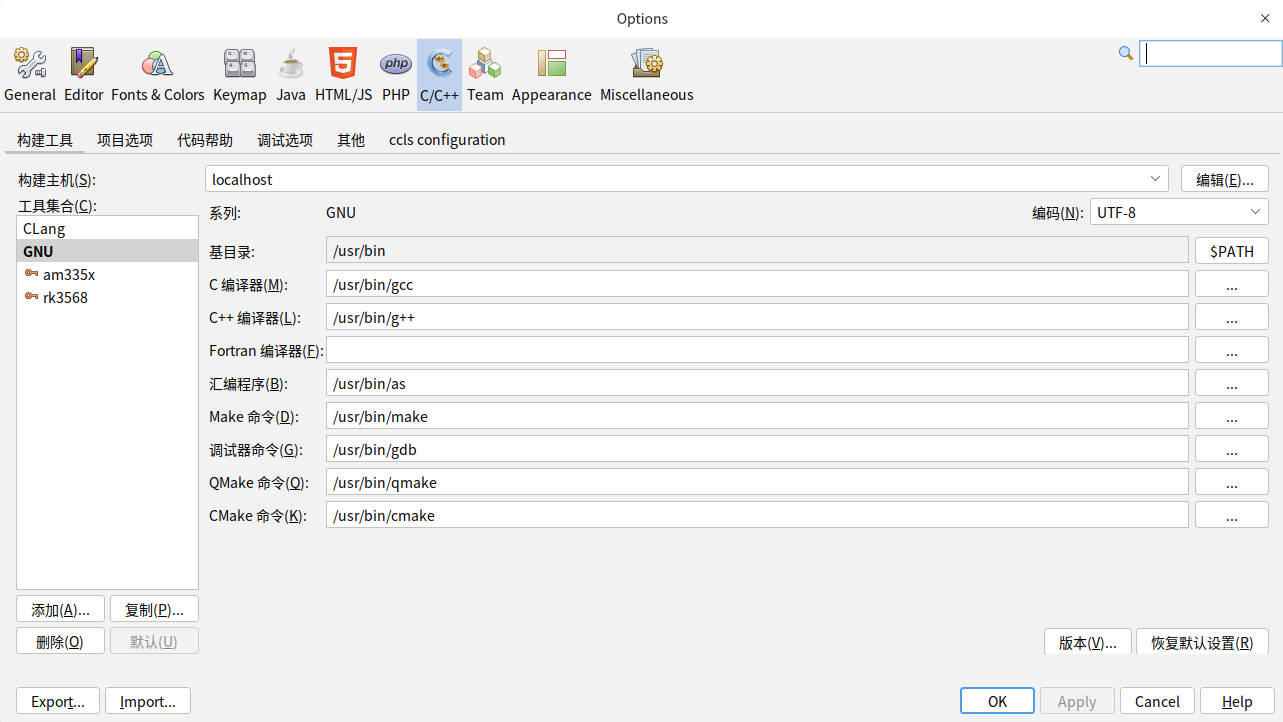 Options
General Editor Fonts & Colors Keymap Java HTML/JS PHP C/C++ Team Appearance Miscellaneous
构建工具 项目选项 代码帮助 调试选项 其他 ccls configuration
构建主机(S): localhost 编辑(E)...
工具集合(C):
CLang
GNU
am335x
rk3568
系列: GNU 编码(N): UTF-8
基目录: /usr/bin $PATH
C 编译器(M): /usr/bin/gcc ...
C++ 编译器(L): /usr/bin/g++ ...
Fortran 编译器(F): ...
汇编程序(B): /usr/bin/as ...
Make 命令(D): /usr/bin/make ...
调试器命令(G): /usr/bin/gdb ...
QMake 命令(Q): /usr/bin/qmake ...
CMake 命令(K): /usr/bin/cmake ...
添加(A)... 复制(P)...
删除(O) 默认(U) 版本(V)... 恢复默认设置(R)
Export... Import... OK Apply Cancel Help